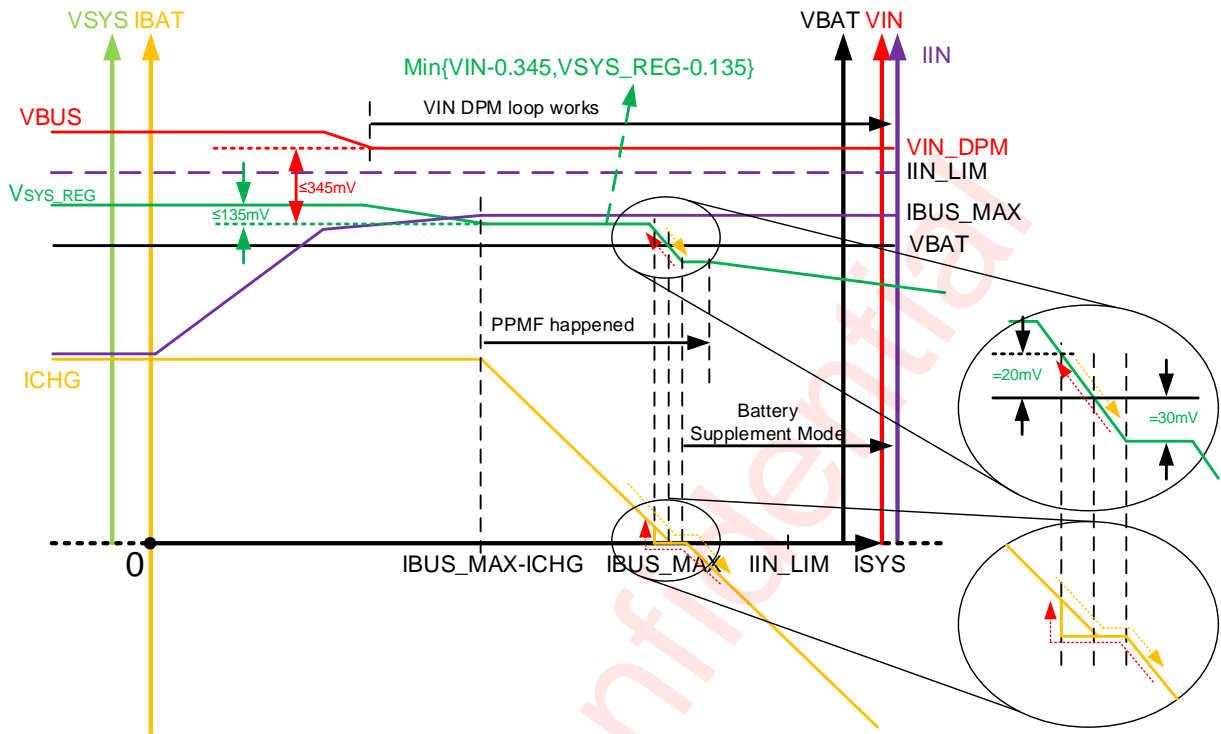 VSYS IBAT
VBAT VIN
IIN
Min{VIN-0.345,VSYS_REG-0.135}
VIN DPM loop works
VBUS
VIN_DPM
IIN_LIM
VSYS_REG
≤345mV
≤135mV
IBUS_MAX
VBAT
PPMF happened
=20mV
=30mV
ICHG
Battery
Supplement Mode
0
IBUS_MAX-ICHG
IBUS_MAX
IIN_LIM
ISYS
nfidential